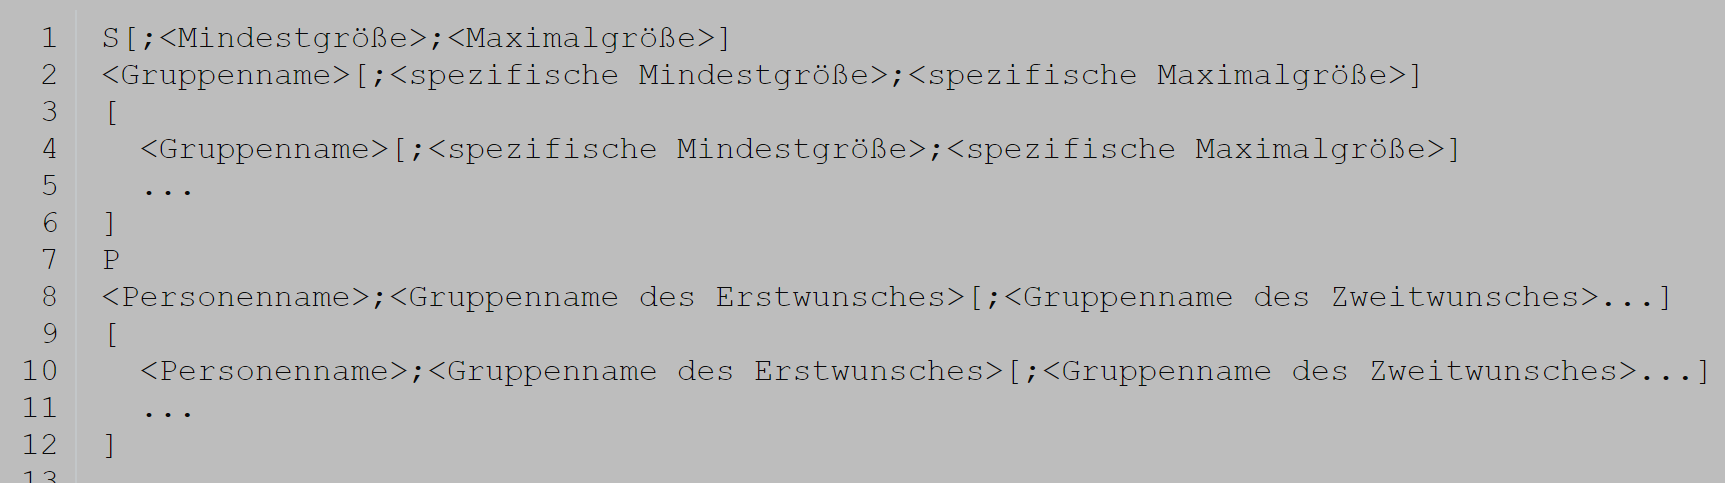 1 S[;<Mindestgröße>;<Maximalgröße>]
2 <Gruppenname>[;<spezifische Mindestgröße>;<spezifische Maximalgröße>]
3 [
4   <Gruppenname>[;<spezifische Mindestgröße>;<spezifische Maximalgröße>]
5   ...
6 ]
7 P
8 <Personenname>;<Gruppenname des Erstwunsches>[;<Gruppenname des Zweitwunsches>...]
9 [
10   <Personenname>;<Gruppenname des Erstwunsches>[;<Gruppenname des Zweitwunsches>...]
11   ...
12 ]
13